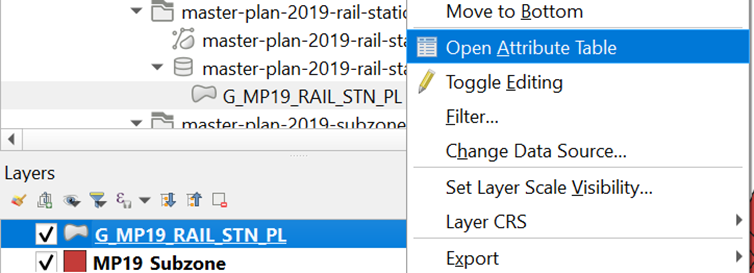 master-plan-2019-rail-statio
master-plan-2019-rail-sta
master-plan-2019-rail-sta
G_MP19_RAIL_STN_PL
master-plan-2019-subzone
Layers
G_MP19_RAIL_STN_PL
MP19 Subzone
Move to Bottom
Open Attribute Table
Toggle Editing
Filter...
Change Data Source...
Set Layer Scale Visibility...
Layer CRS
Export